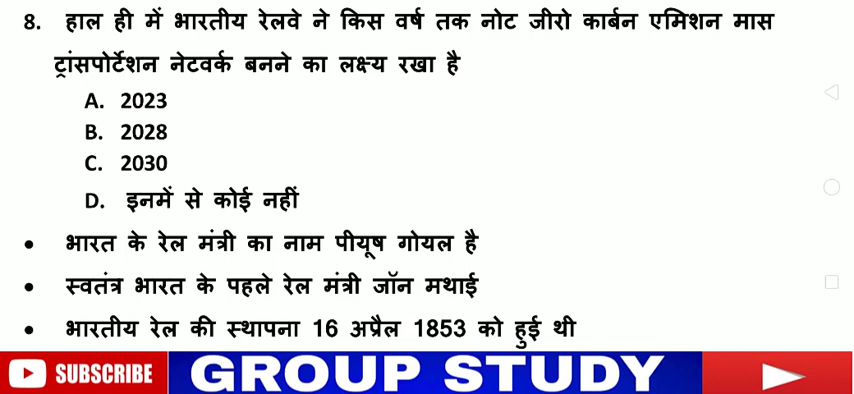 8. हाल ही में भारतीय रेलवे ने किस वर्ष तक नोट जीरो कार्बन एमिशन मास
ट्रांसपोर्टेशन नेटवर्क बनने का लक्ष्य रखा है
A. 2023
B. 2028
C. 2030
D. इनमें से कोई नहीं
• भारत के रेल मंत्री का नाम पीयूष गोयल है
• स्वतंत्र भारत के पहले रेल मंत्री जॉन मथाई
• भारतीय रेल की स्थापना 16 अप्रैल 1853 को हुई थी
SUBSCRIBE GROUP STUDY